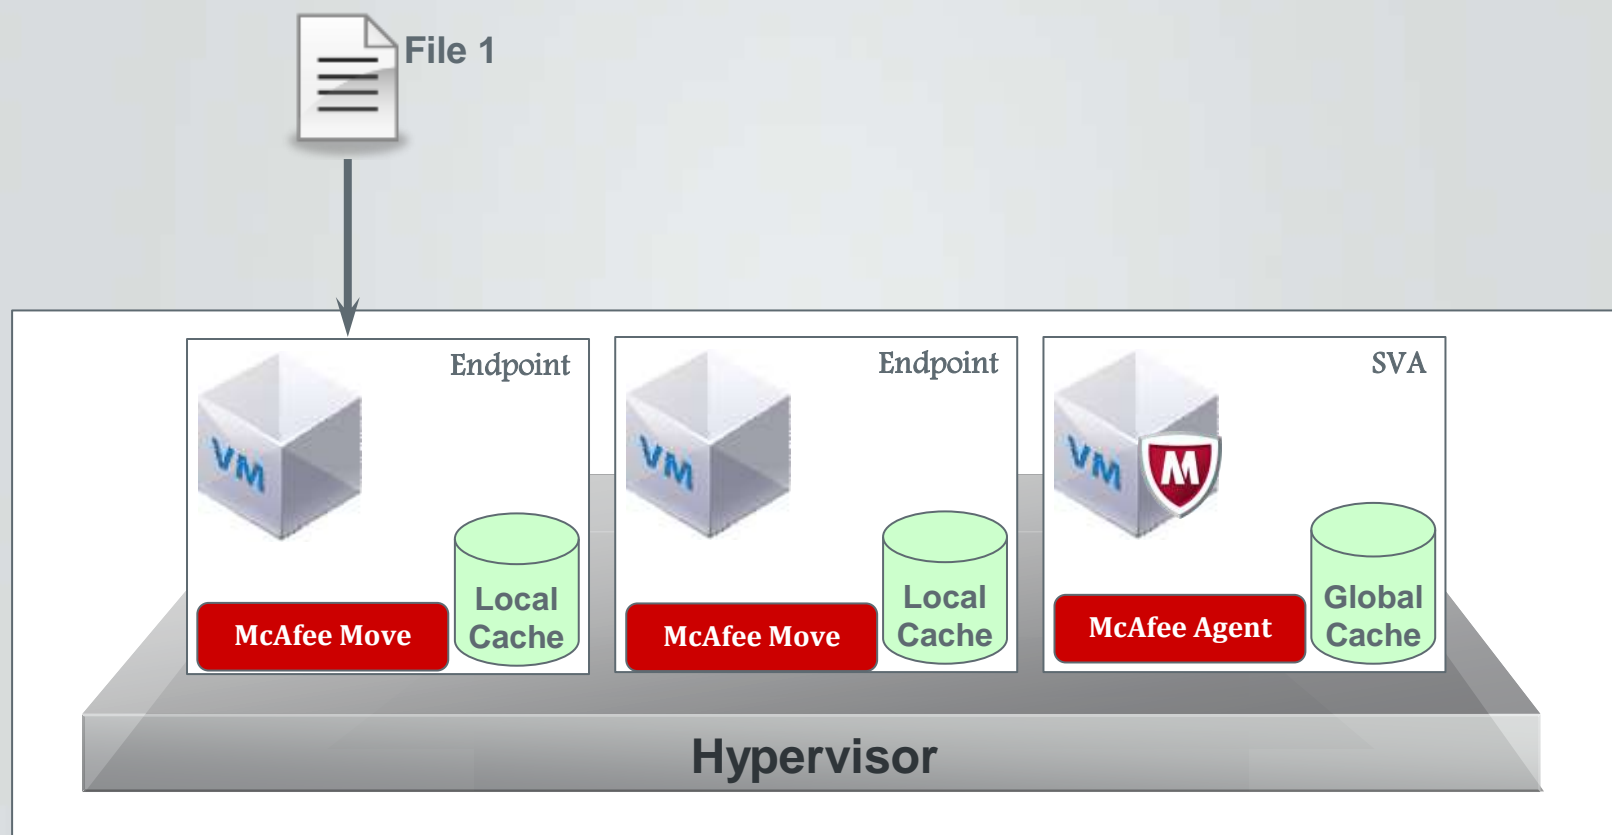 File 1
Endpoint
VM
Local
Cache
McAfee Move
Endpoint
VM
Local
Cache
McAfee Move
SVA
VM
M
Global
Cache
McAfee Agent
Hypervisor